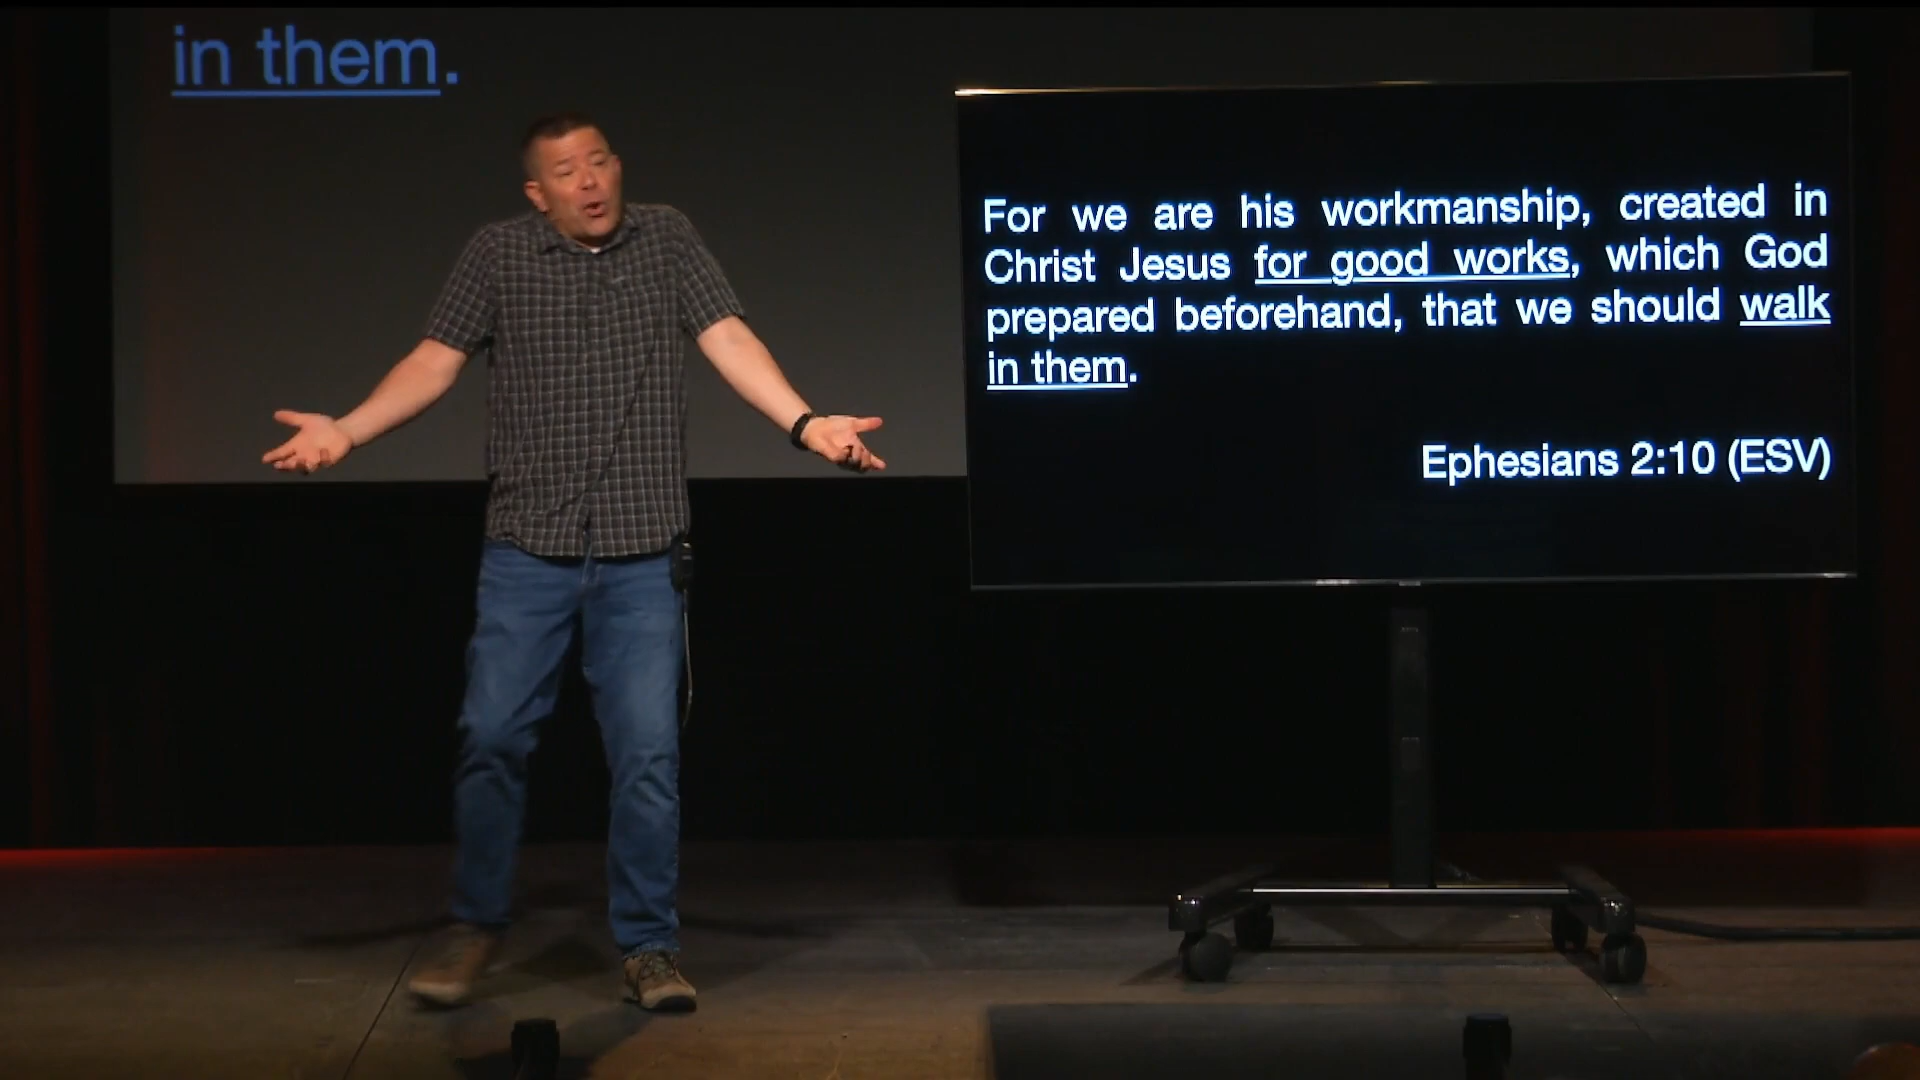 in them.
For we are his workmanship, created in
Christ Jesus for good works, which God
prepared beforehand, that we should walk
in them.
Ephesians 2:10 (ESV)